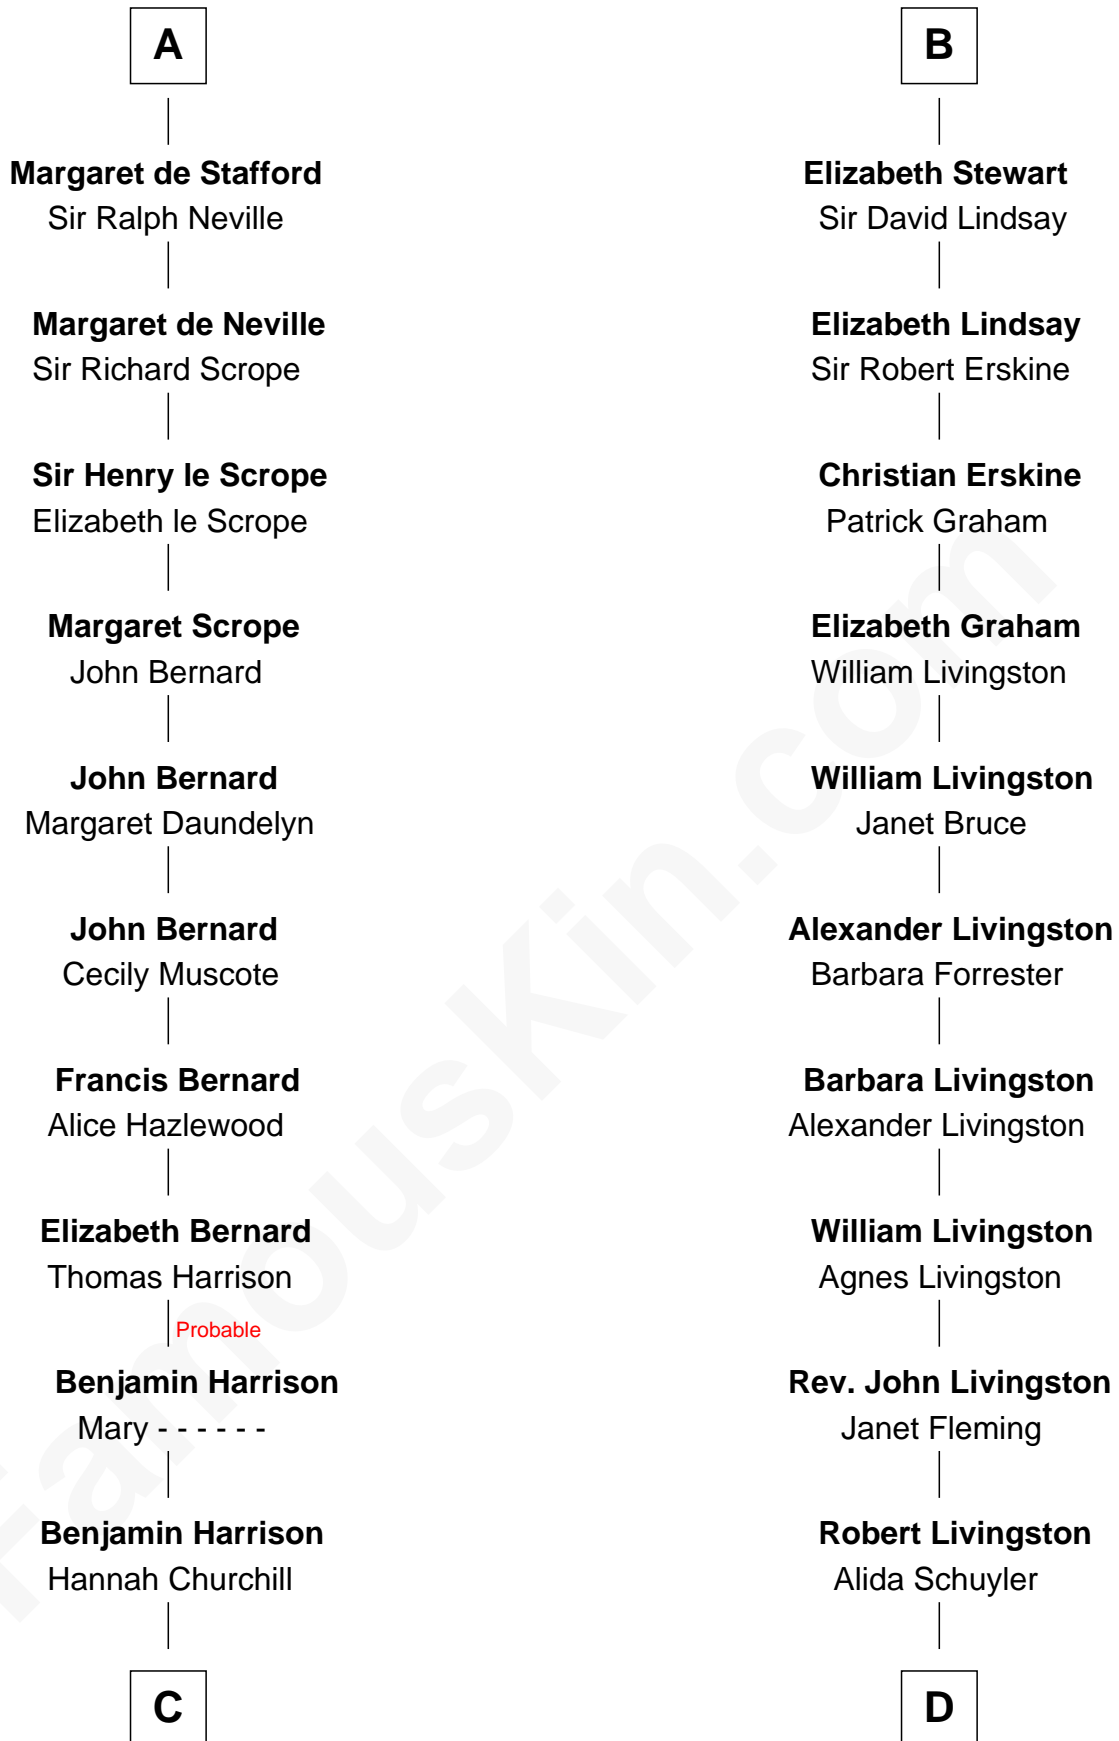 A
Margaret de Stafford
Sir Ralph Neville
Margaret de Neville
Sir Richard Scrope
Sir Henry le Scrope
Elizabeth le Scrope
Margaret Scrope
John Bernard
John Bernard
Margaret Daundelyn
John Bernard
Cecily Muscote
Francis Bernard
Alice Hazlewood
Elizabeth Bernard
Thomas Harrison
Probable
Benjamin Harrison
Mary - - - - - -
Benjamin Harrison
Hannah Churchill
C
B
Elizabeth Stewart
Sir David Lindsay
Elizabeth Lindsay
Sir Robert Erskine
Christian Erskine
Patrick Graham
Elizabeth Graham
William Livingston
William Livingston
Janet Bruce
Alexander Livingston
Barbara Forrester
Barbara Livingston
Alexander Livingston
William Livingston
Agnes Livingston
Rev. John Livingston
Janet Fleming
Robert Livingston
Alida Schuyler
D
FamousKin.com